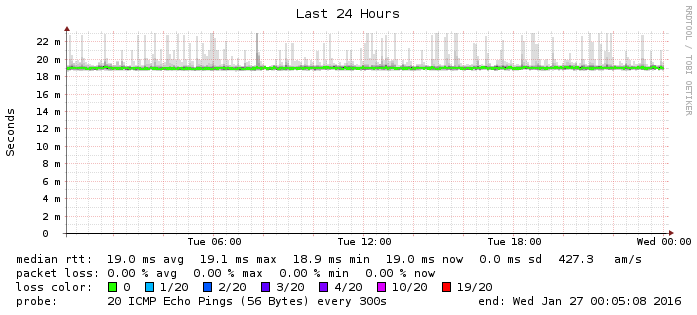 Last 24 Hours
RRDTOOL / TOBI OETIKER
Seconds
22 m
20 m
18 m
16 m
14 m
12 m
10 m
8 m
6 m
4 m
2 m
0
Tue 06:00 Tue 12:00 Tue 18:00 Wed 00:00
median rtt: 19.0 ms avg 19.1 ms max 18.9 ms min 19.0 ms now 0.0 ms sd 427.3 am/s
packet loss: 0.00 % avg 0.00 % max 0.00 % min 0.00 % now
loss color: 0 1/20 2/20 3/20 4/20 10/20 19/20
probe: 20 ICMP Echo Pings (56 Bytes) every 300s end: Wed Jan 27 00:05:08 2016